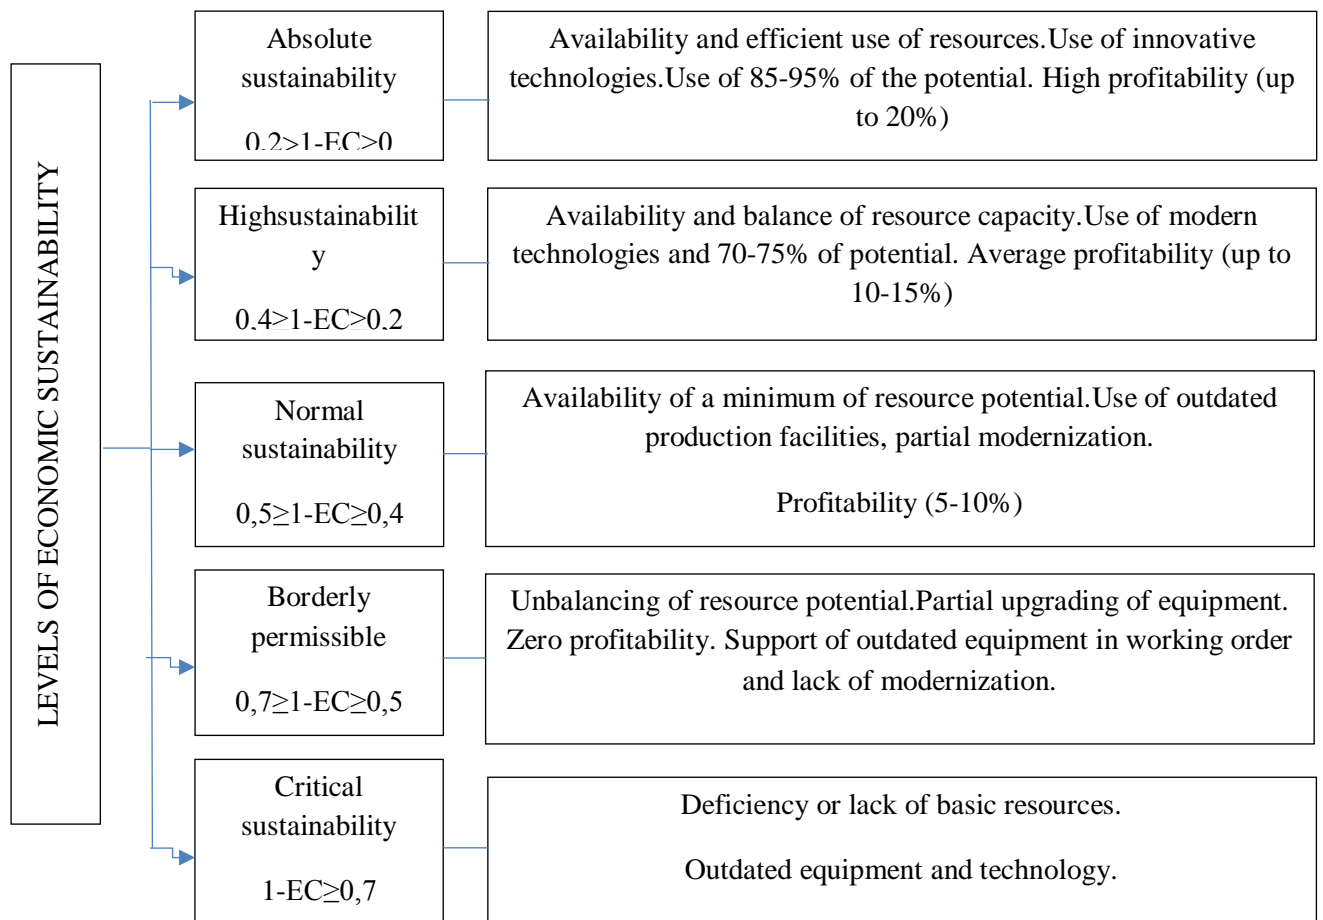 LEVELS OF ECONOMIC SUSTAINABILITY
Absolute
sustainability
0,2≥1-EC≥0
Availability and efficient use of resources.Use of innovative
technologies.Use of 85-95% of the potential. High profitability (up
to 20%)
Highsustainabilit
y
0,4≥1-EC≥0,2
Availability and balance of resource capacity.Use of modern
technologies and 70-75% of potential. Average profitability (up to
10-15%)
Normal
sustainability
0,5≥1-EC≥0,4
Availability of a minimum of resource potential.Use of outdated
production facilities, partial modernization.
Profitability (5-10%)
Borderly
permissible
0,7≥1-EC≥0,5
Unbalancing of resource potential.Partial upgrading of equipment.
Zero profitability. Support of outdated equipment in working order
and lack of modernization.
Critical
sustainability
1-EC≥0,7
Deficiency or lack of basic resources.
Outdated equipment and technology.